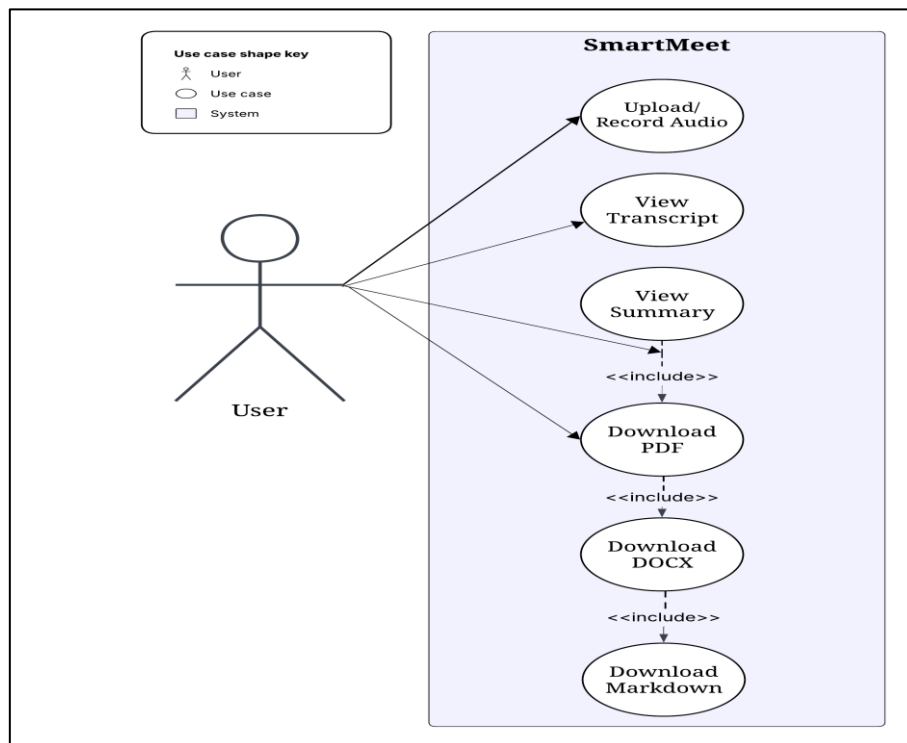 Use case shape key
User
Use case
System
SmartMeet
Upload/
Record Audio
View
Transcript
View
Summary
<<include>>
Download
PDF
<<include>>
Download
DOCX
<<include>>
Download
Markdown
User